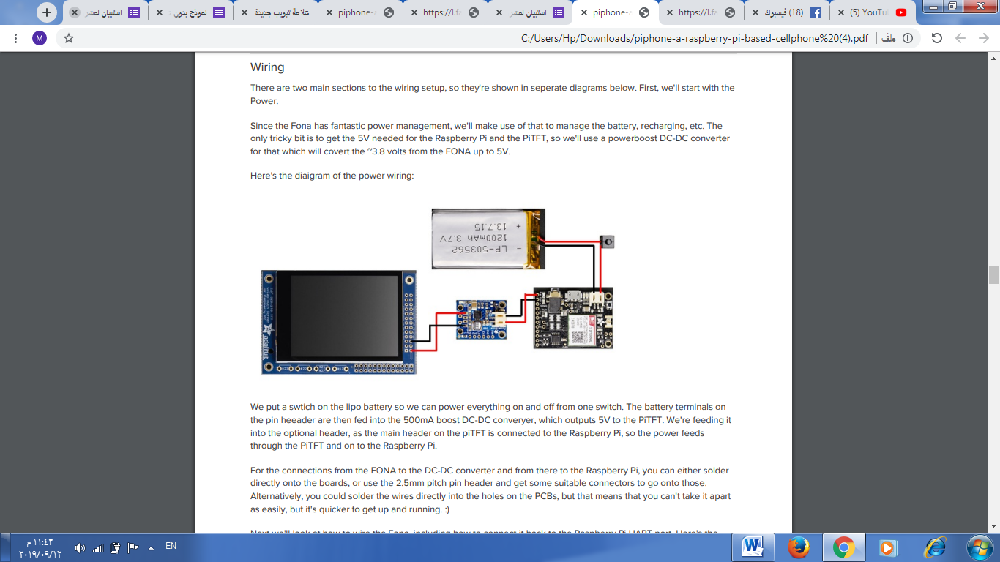 استبيان لمشر
نموذج بدون
علامة تبويب جديدة
piphone-a
https://l.fa
استبيان لمشر
piphone-a
https://l.fa
(18) فيسبوك
(5) YouTu
M
C:/Users/Hp/Downloads/piphone-a-raspberry-pi-based-cellphone%20(4).pdf
ملف
Wiring
There are two main sections to the wiring setup, so they're shown in seperate diagrams below. First, we'll start with the
Power.
Since the Fona has fantastic power management, we'll make use of that to manage the battery, recharging, etc. The
only tricky bit is to get the 5V needed for the Raspberry Pi and the PiTFT, so we'll use a powerboost DC-DC converter
for that which will covert the ~3.8 volts from the FONA up to 5V.
Here's the diaigram of the power wiring:
- LP-503562
1200mAh 3.7V
+ 13.7.15
adafruit
We put a swtich on the lipo battery so we can power everything on and off from one switch. The battery terminals on
the pin heeader are then fed into the 500mA boost DC-DC converyer, which outputs 5V to the PiTFT. We're feeding it
into the optional header, as the main header on the piTFT is connected to the Raspberry Pi, so the power feeds
through the PiTFT and on to the Raspberry Pi.
For the connections from the FONA to the DC-DC converter and from there to the Raspberry Pi, you can either solder
directly onto the boards, or use the 2.5mm pitch pin header and get some suitable connectors to go onto those.
Alternatively, you could solder the wires directly into the holes on the PCBs, but that means that you can't take it apart
as easily, but it's quicker to get up and running. :)
Next we'll look at how to wire the Fona, including how to connect it back to the Raspberry Pi UART port. Here's the
١١:٤٣ م
٢٠١٩/٠٩/١٢
EN